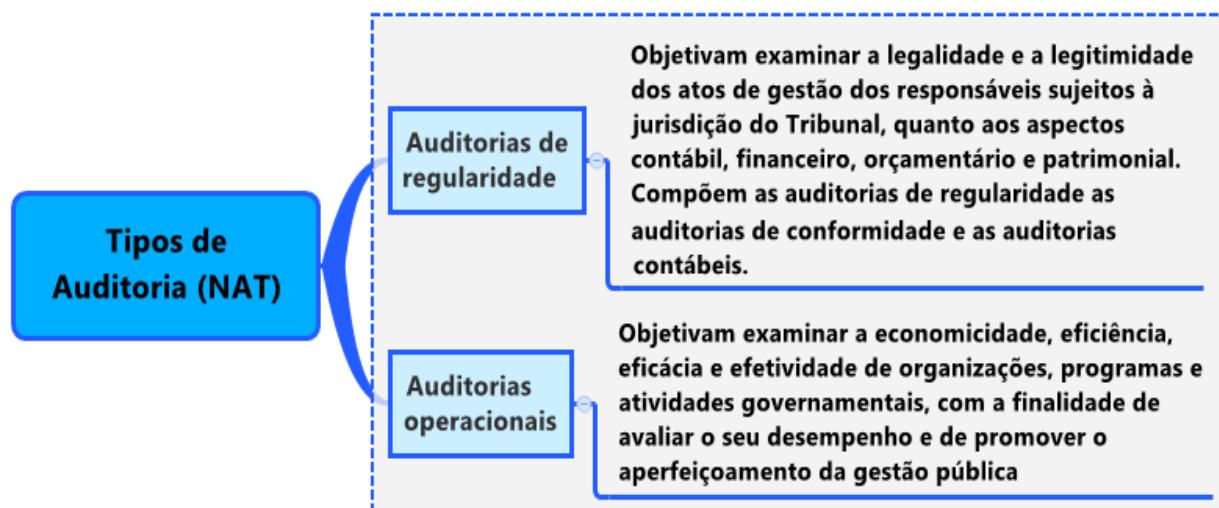 Tipos de
Auditoria (NAT)
Auditorias de
regularidade
Objetivam examinar a legalidade e a legitimidade
dos atos de gestão dos responsáveis sujeitos à
jurisdição do Tribunal, quanto aos aspectos
contábil, financeiro, orçamentário e patrimonial.
Compõem as auditorias de regularidade as
auditorias de conformidade e as auditorias
contábeis.
Auditorias
operacionais
Objetivam examinar a economicidade, eficiência,
eficácia e efetividade de organizações, programas e
atividades governamentais, com a finalidade de
avaliar o seu desempenho e de promover o
aperfeiçoamento da gestão pública